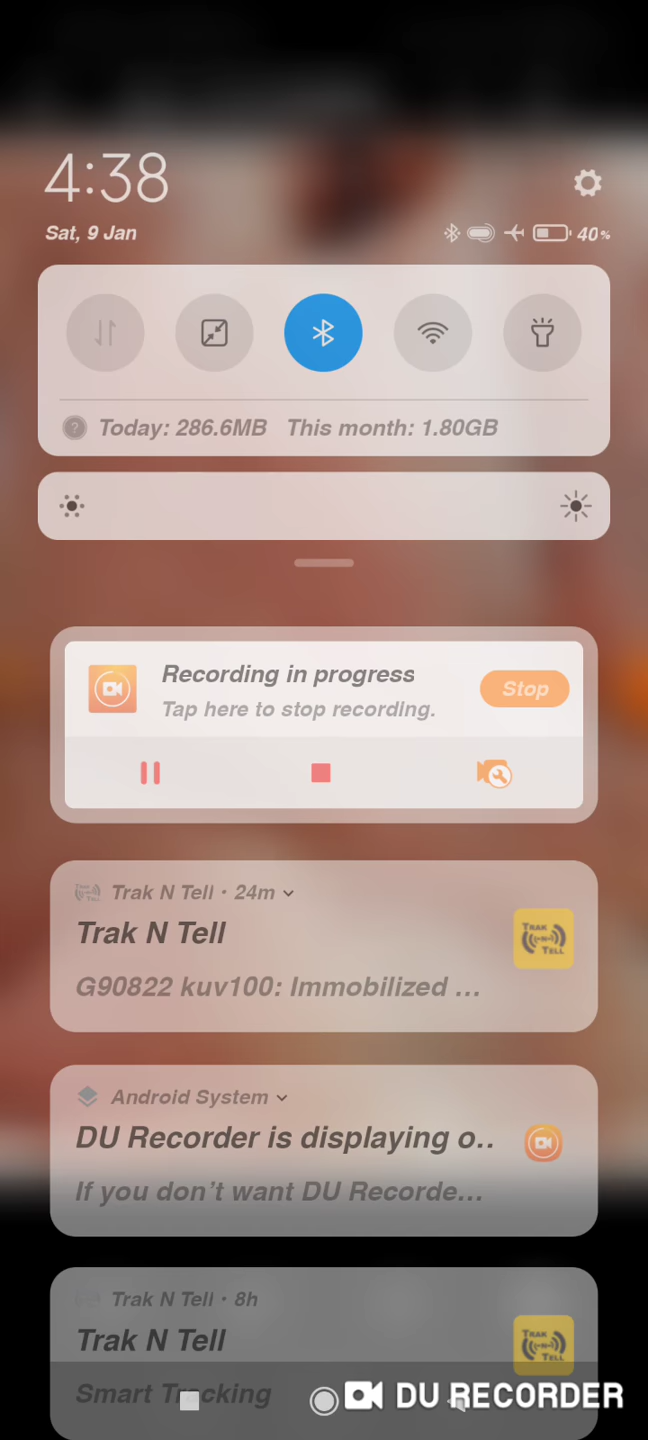 4:38
Sat, 9 Jan
40%
Today: 286.6MB This month: 1.80GB
Recording in progress
Tap here to stop recording.
Stop
Trak N Tell • 24m
Trak N Tell
TRAK N TELL
G90822 kuv100: Immobilized ...
Android System
DU Recorder is displaying o..
If you don't want DU Recorde...
Trak N Tell • 8h
Trak N Tell
TRAK N TELL
Smart Tracking
DU RECORDER